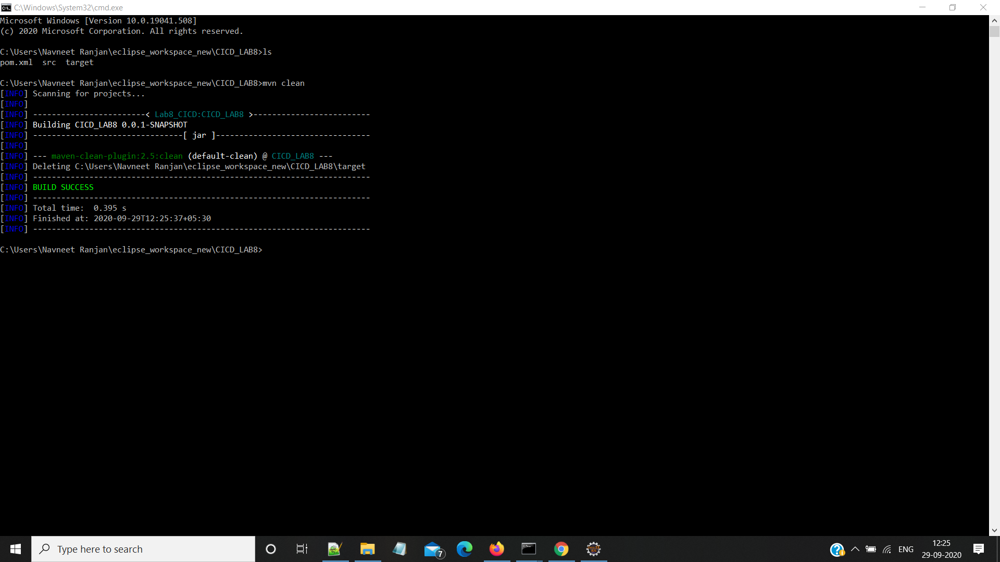 C:\Windows\System32\cmd.exe
Microsoft Windows [Version 10.0.19041.508]
(c) 2020 Microsoft Corporation. All rights reserved.
C:\Users\Navneet Ranjan\eclipse_workspace_new\CICD_LAB8>ls
pom.xml  src  target
C:\Users\Navneet Ranjan\eclipse_workspace_new\CICD_LAB8>mvn clean
[INFO] Scanning for projects...
[INFO]
[INFO] ------------------------< Lab8_CICD:CICD_LAB8 >-------------------------
[INFO] Building CICD_LAB8 0.0.1-SNAPSHOT
[INFO] --------------------------------[ jar ]---------------------------------
[INFO]
[INFO] --- maven-clean-plugin:2.5:clean (default-clean) @ CICD_LAB8 ---
[INFO] Deleting C:\Users\Navneet Ranjan\eclipse_workspace_new\CICD_LAB8\target
[INFO] ------------------------------------------------------------------------
[INFO] BUILD SUCCESS
[INFO] ------------------------------------------------------------------------
[INFO] Total time:  0.395 s
[INFO] Finished at: 2020-09-29T12:25:37+05:30
[INFO] ------------------------------------------------------------------------
C:\Users\Navneet Ranjan\eclipse_workspace_new\CICD_LAB8>
Type here to search
7
ENG
12:25
29-09-2020